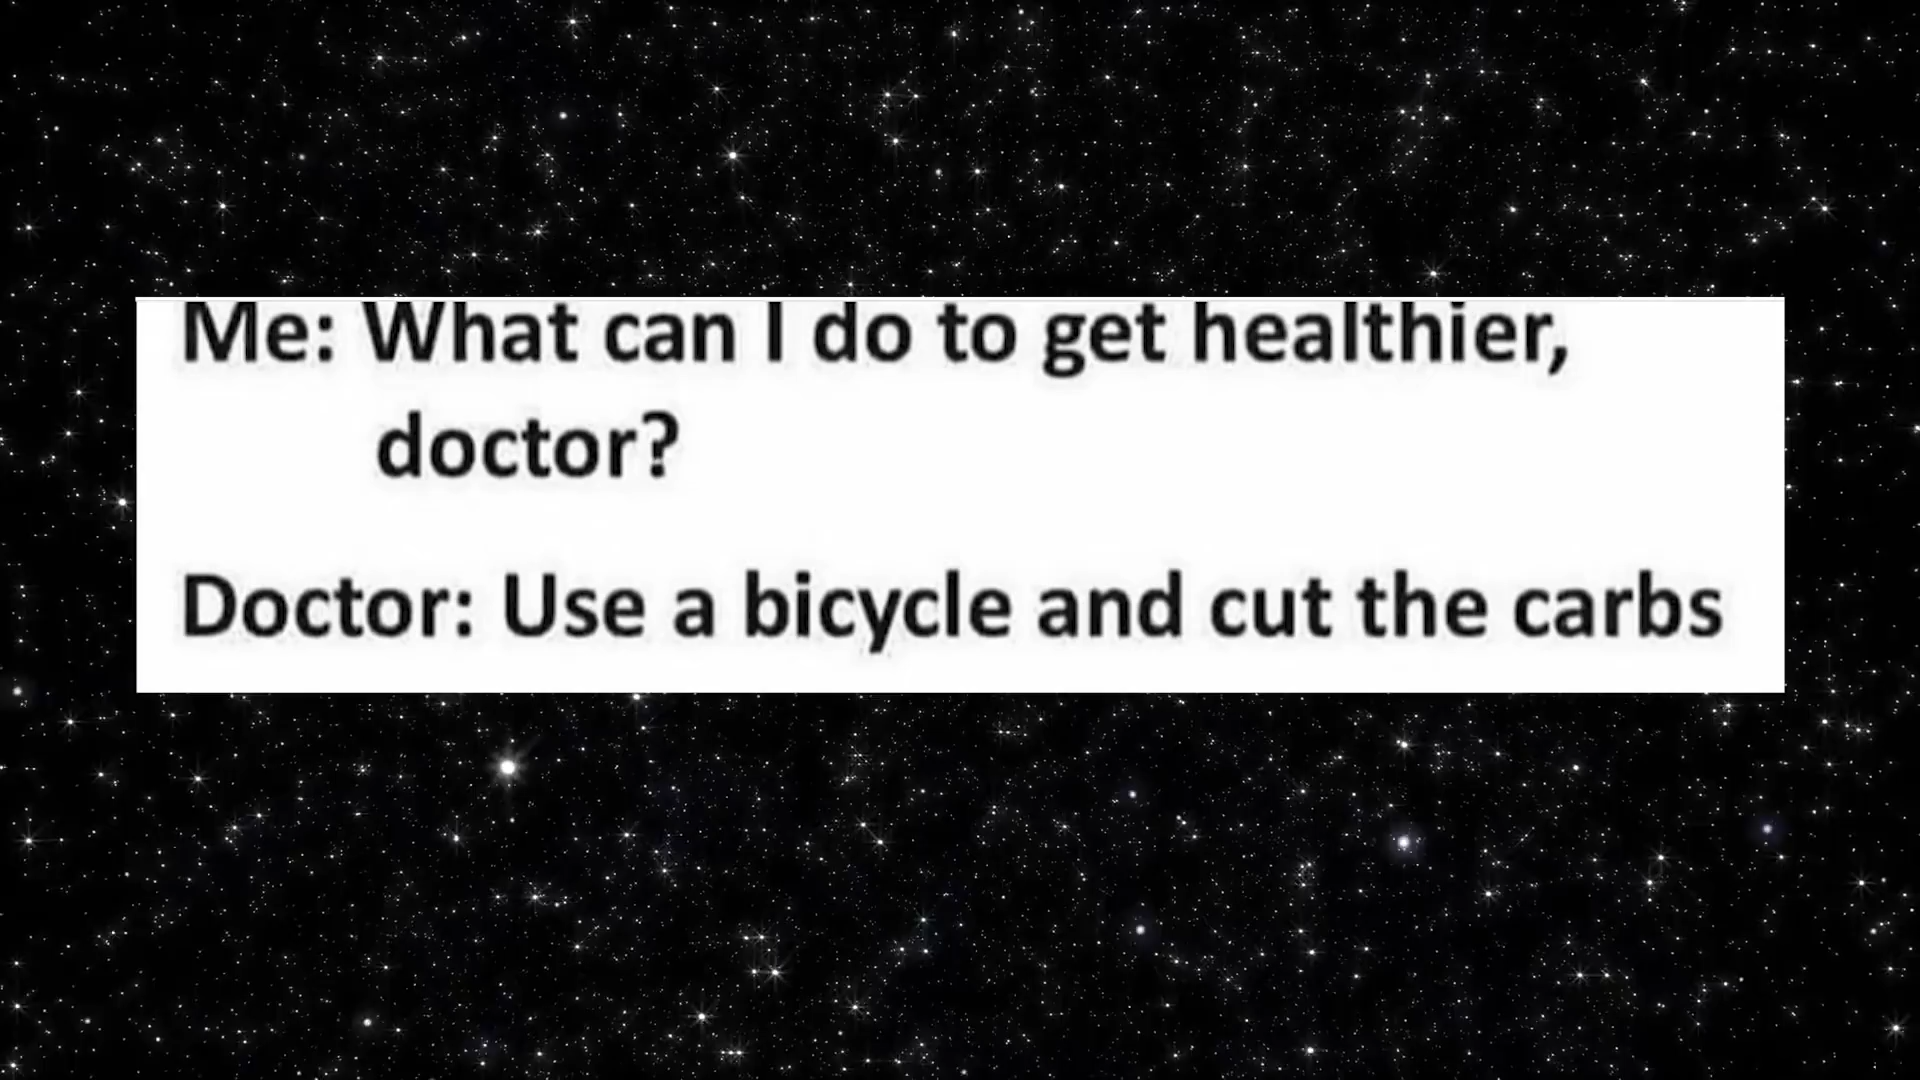 Me: What can I do to get healthier,
doctor?
Doctor: Use a bicycle and cut the carbs